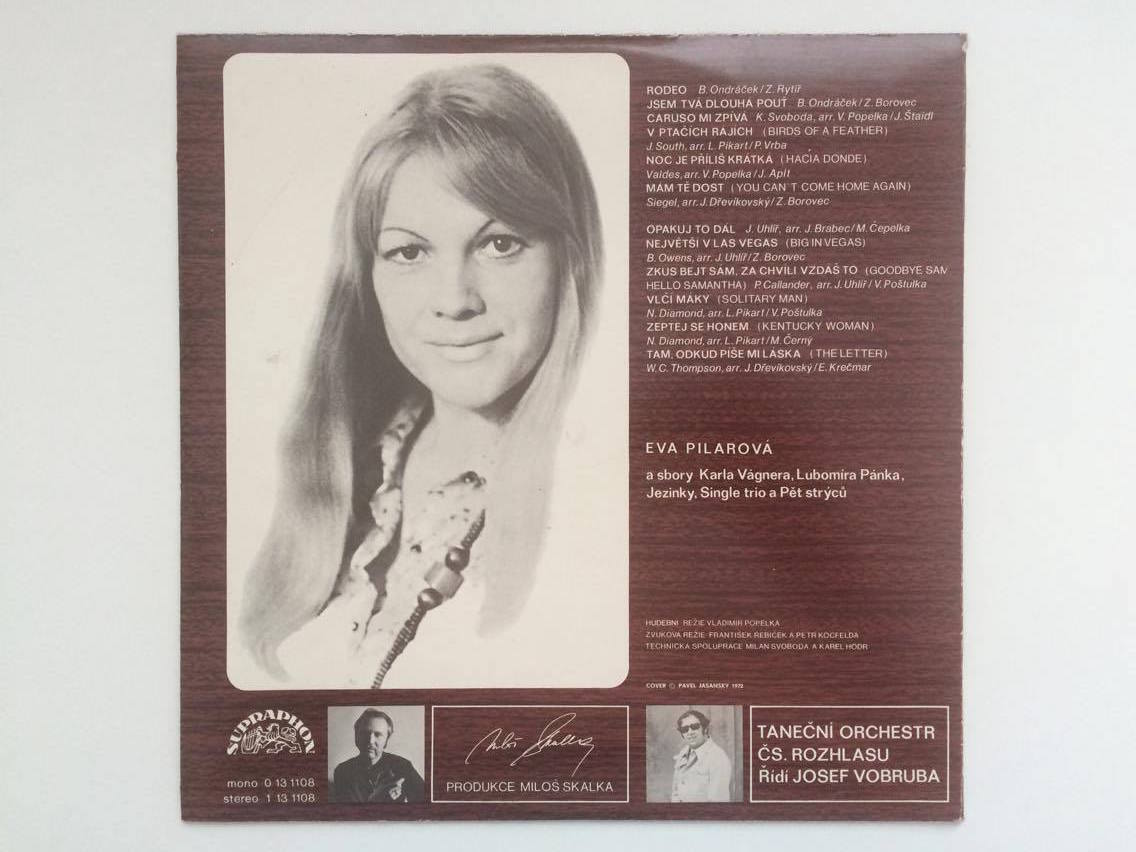 RODEO B. Ondráček / Z. Rytíř
JSEM TVÁ DLOUHÁ POUŤ B. Ondráček / Z. Borovec
CARUSO MI ZPÍVÁ K. Svoboda, arr. V. Popelka / J. Štaidl
V PTAČÍCH RÁJÍCH (BIRDS OF A FEATHER)
J. South, arr. L. Pikart / P. Vrba
NOC JE PŘÍLIŠ KRÁTKÁ (HACIA DONDE)
Valdes, arr. V. Popelka / J. Aplt
MÁM TĚ DOST (YOU CAN´T COME HOME AGAIN)
Siegel, arr. J. Dřevíkovský / Z. Borovec
OPAKUJ TO DÁL J. Uhlíř, arr. J. Brabec / M. Čepelka
NEJVĚTŠÍ V LAS VEGAS (BIG IN VEGAS)
B. Owens, arr. J. Uhlíř / Z. Borovec
ZKUS BEJT SÁM, ZA CHVÍLI VZDÁŠ TO (GOODBYE SAM
HELLO SAMANTHA) P. Callander, arr. J. Uhlíř / V. Poštulka
VLČÍ MÁKY (SOLITARY MAN)
N. Diamond, arr. L. Pikart / V. Poštulka
ZEPTEJ SE HONEM (KENTUCKY WOMAN)
N. Diamond, arr. L. Pikart / M. Černý
TAM, ODKUD PÍŠE MI LÁSKA (THE LETTER)
W. C. Thompson, arr. J. Dřevíkovský / E. Krečmar
EVA PILAROVÁ
a sbory Karla Vágnera, Lubomíra Pánka,
Jezinky, Single trio a Pět strýců
HUDEBNÍ REŽIE VLADIMÍR POPELKA
ZVUKOVÁ REŽIE FRANTIŠEK ŘEBÍČEK A PETR KOCFELDA
TECHNICKÁ SPOLUPRÁCE MILAN SVOBODA A KAREL HODR
COVER © PAVEL JASANSKÝ 1972
SUPRAPHON
mono 0 13 1108
stereo 1 13 1108
Miloš Skalka
PRODUKCE MILOŠ SKALKA
TANEČNÍ ORCHESTR
ČS. ROZHLASU
Řídí JOSEF VOBRUBA